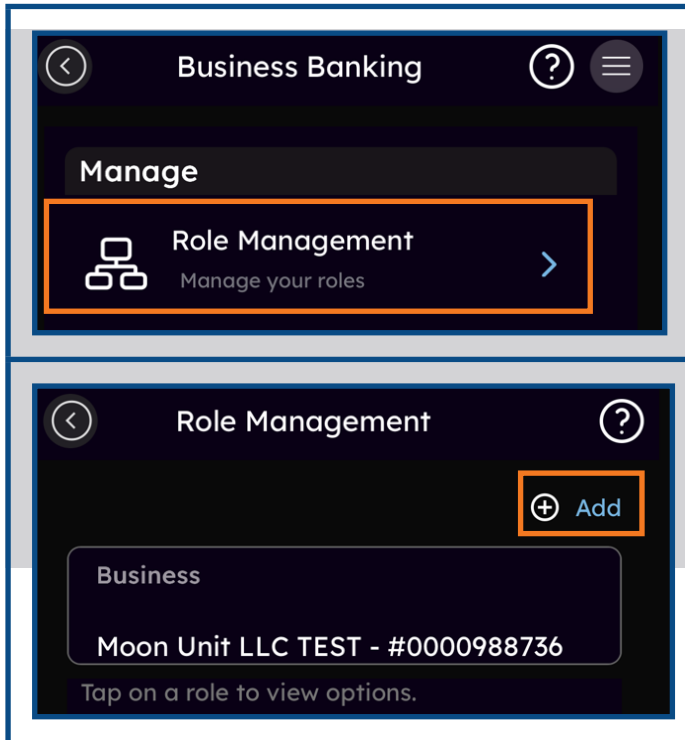 Business Banking
Manage
Role Management
Manage your roles
Role Management
Add
Business
Moon Unit LLC TEST - #0000988736
Tap on a role to view options.